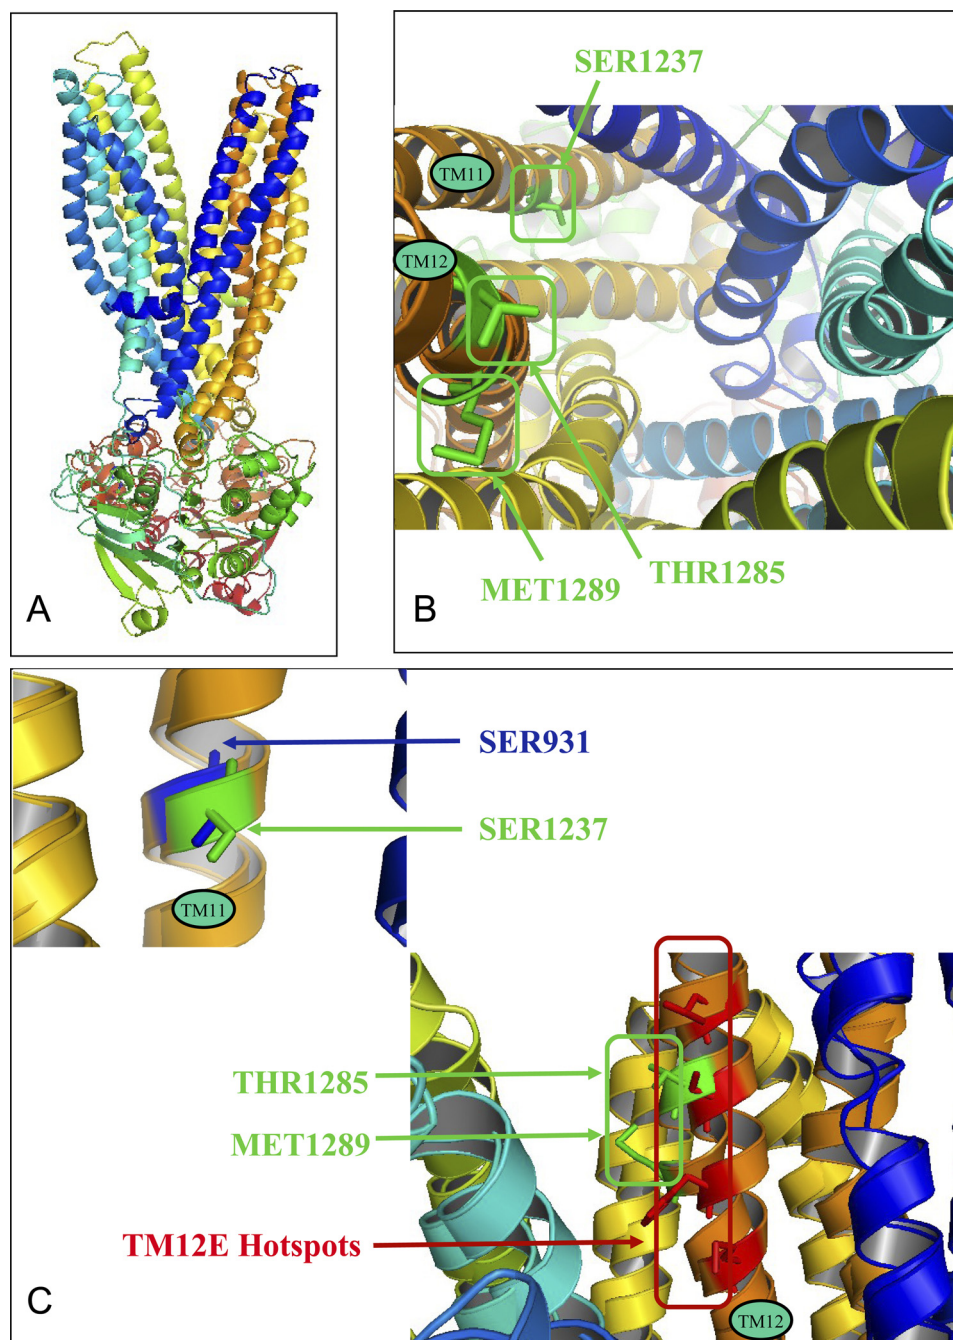 SER1237
TM11
TM12
A
B
MET1289
THR1285
SER931
SER1237
TM11
THR1285
MET1289
TM12E Hotspots
C
TM12